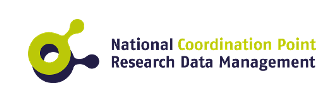 National Coordination Point
Research Data Management